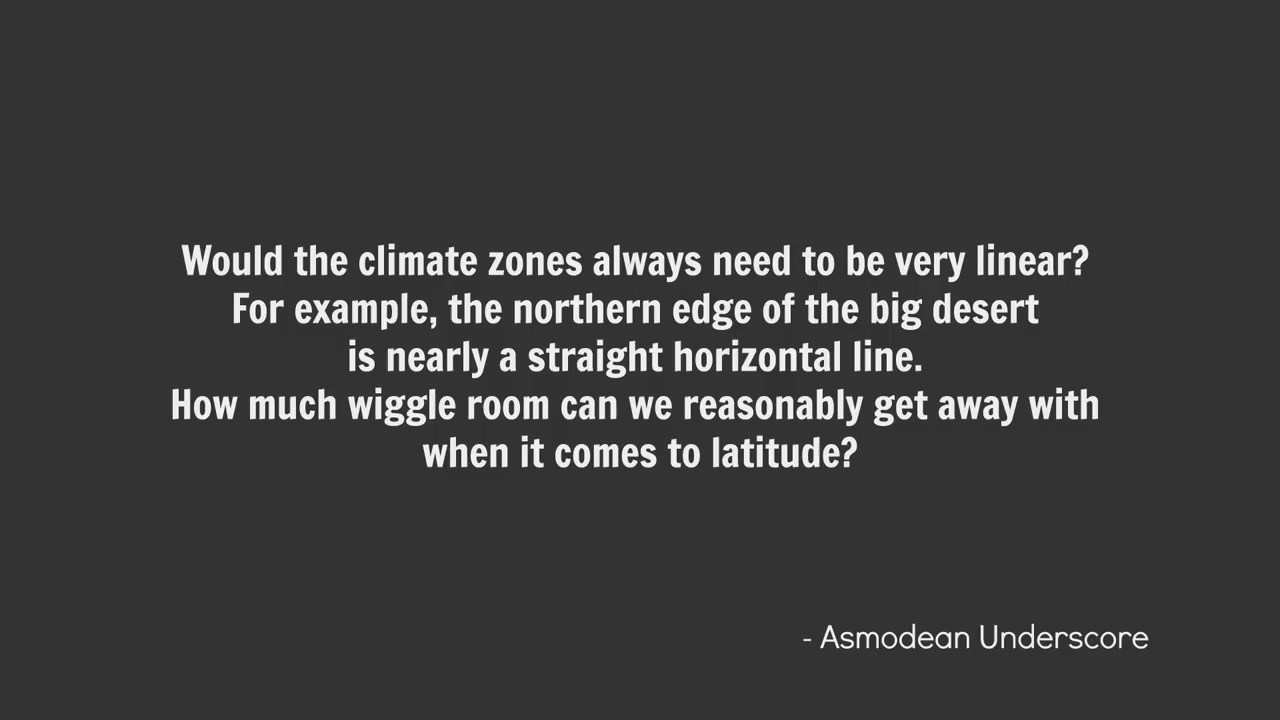 Would the climate zones always need to be very linear?
For example, the northern edge of the big desert
is nearly a straight horizontal line.
How much wiggle room can we reasonably get away with
when it comes to latitude?
- Asmodean Underscore